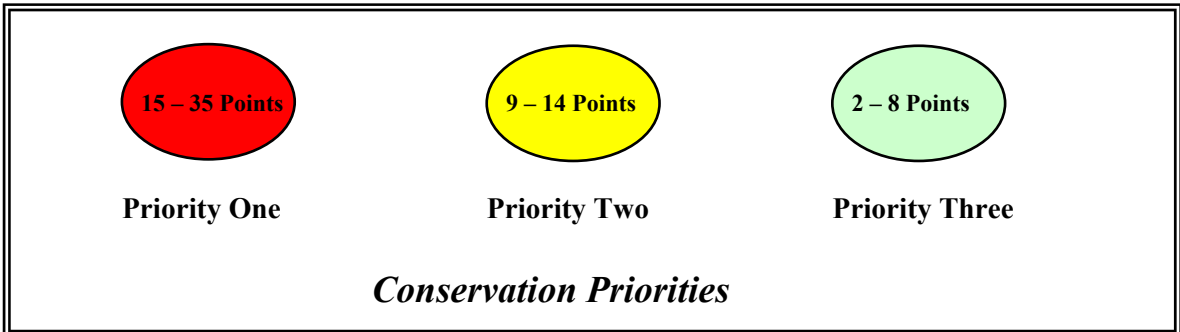 15 – 35 Points 9 – 14 Points 2 – 8 Points
Priority One Priority Two Priority Three
Conservation Priorities